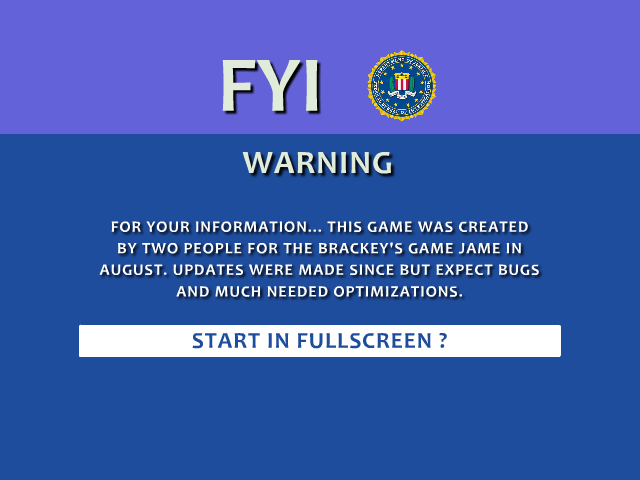 FYI
WARNING
FOR YOUR INFORMATION... THIS GAME WAS CREATED
BY TWO PEOPLE FOR THE BRACKEY'S GAME JAME IN
AUGUST. UPDATES WERE MADE SINCE BUT EXPECT BUGS
AND MUCH NEEDED OPTIMIZATIONS.
START IN FULLSCREEN ?